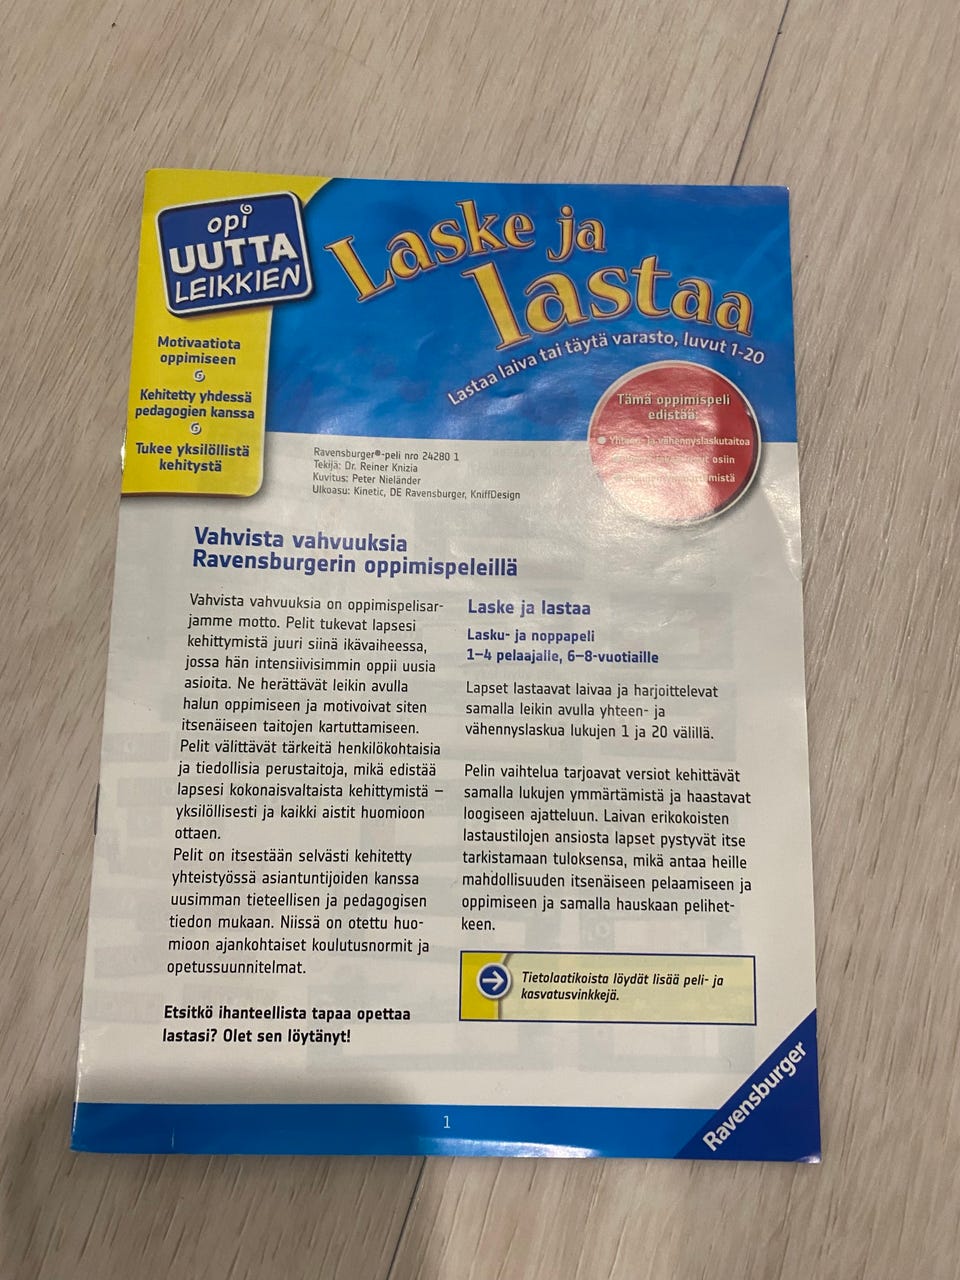 opi
UUTTA
LEIKKIEN
Motivaatiota
oppimiseen
Kehitetty yhdessä
pedagogien kanssa
Tukee yksilöllistä
kehitystä
Laske ja
lastaa
Lastaa laiva tai täytä varasto, luvut 1-20
Tämä oppimispeli
edistää:
Yhteen- ja vähennyslaskutaitoa
osiin
Ravensburger®-peli nro 24280 1
Tekijä: Dr. Reiner Knizia
Kuvitus: Peter Nieländer
Ulkoasu: Kinetic, DE Ravensburger, KniffDesign
Vahvista vahvuuksia
Ravensburgerin oppimispeleillä
Vahvista vahvuuksia on oppimispelisar-
jamme motto. Pelit tukevat lapsesi
kehittymistä juuri siinä ikävaiheessa,
jossa hän intensiivisimmin oppii uusia
asioita. Ne herättävät leikin avulla
halun oppimiseen ja motivoivat siten
itsenäiseen taitojen kartuttamiseen.
Pelit välittävät tärkeitä henkilökohtaisia
ja tiedollisia perustaitoja, mikä edistää
lapsesi kokonaisvaltaista kehittymistä –
yksilöllisesti ja kaikki aistit huomioon
ottaen.
Pelit on itsestään selvästi kehitetty
yhteistyössä asiantuntijoiden kanssa
uusimman tieteellisen ja pedagogisen
tiedon mukaan. Niissä on otettu huo-
mioon ajankohtaiset koulutusnormit ja
opetussuunnitelmat.
Etsitkö ihanteellista tapaa opettaa
lastasi? Olet sen löytänyt!
Laske ja lastaa
Lasku- ja noppapeli
1–4 pelaajalle, 6–8-vuotiaille
Lapset lastaavat laivaa ja harjoittelevat
samalla leikin avulla yhteen- ja
vähennyslaskua lukujen 1 ja 20 välillä.
Pelin vaihtelua tarjoavat versiot kehittävät
samalla lukujen ymmärtämistä ja haastavat
loogiseen ajatteluun. Laivan erikokoisten
lastaustilojen ansiosta lapset pystyvät itse
tarkistamaan tuloksensa, mikä antaa heille
mahdollisuuden itsenäiseen pelaamiseen ja
oppimiseen ja samalla hauskaan pelihet-
keen.
Tietolaatikoista löydät lisää peli- ja
kasvatusvinkkejä.
Ravensburger
1